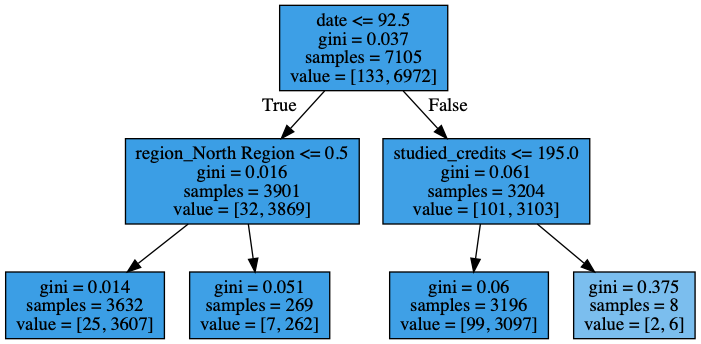 date <= 92.5
gini = 0.037
samples = 7105
value = [133, 6972]
True
False
region_North Region <= 0.5
gini = 0.016
samples = 3901
value = [32, 3869]
studied_credits <= 195.0
gini = 0.061
samples = 3204
value = [101, 3103]
gini = 0.014
samples = 3632
value = [25, 3607]
gini = 0.051
samples = 269
value = [7, 262]
gini = 0.06
samples = 3196
value = [99, 3097]
gini = 0.375
samples = 8
value = [2, 6]